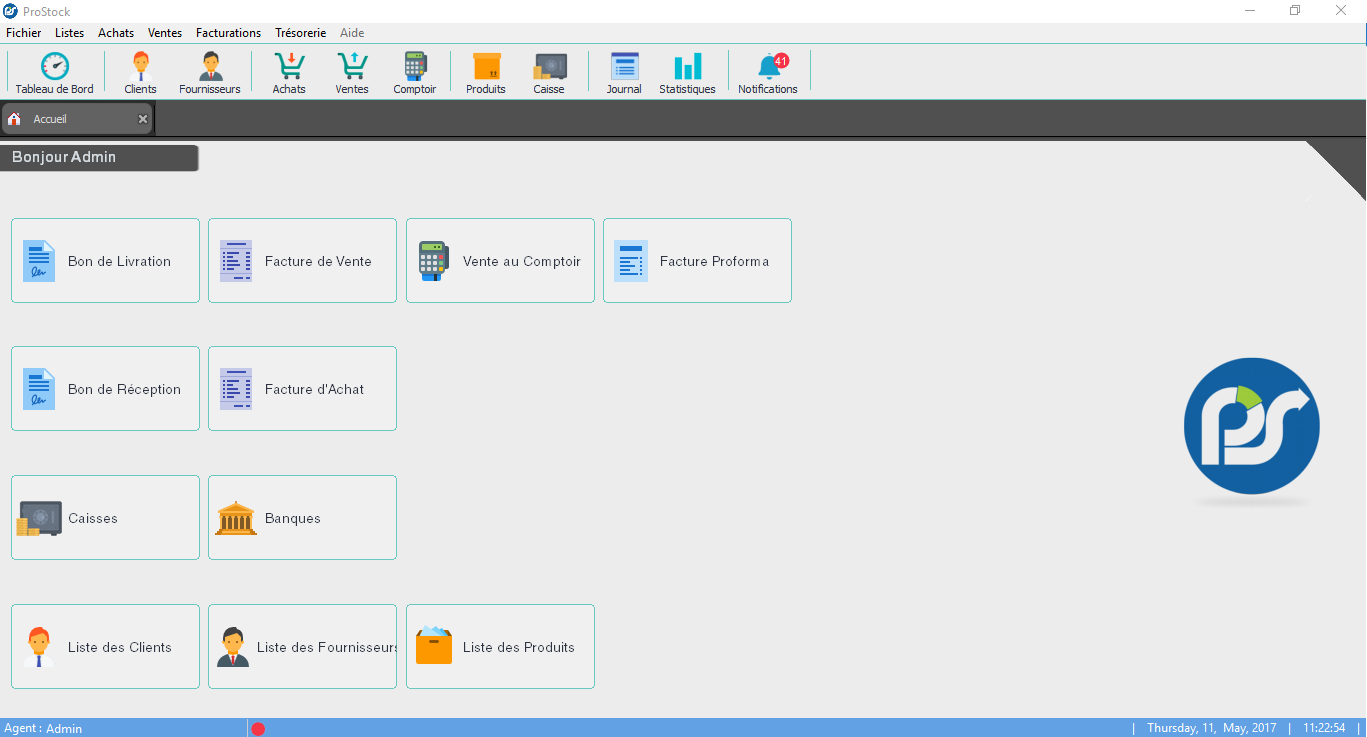 ProStock
Fichier Listes Achats Ventes Facturations Trésorerie Aide
41
Tableau de Bord Clients Fournisseurs Achats Ventes Comptoir Produits Caisse Journal Statistiques Notifications
Accueil
Bonjour Admin
Bon de Livration Facture de Vente Vente au Comptoir Facture Proforma
Bon de Réception Facture d'Achat
Caisses Banques
Liste des Clients Liste des Fournisseurs Liste des Produits
Agent : Admin | Thursday, 11, May, 2017 | 11:22:54 |